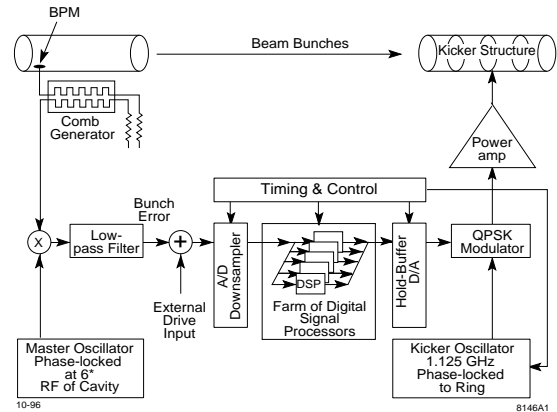 BPM
Beam Bunches
Kicker Structure
Comb
Generator
Power
amp
Timing & Control
Bunch
Error
X
Low-
pass Filter
+
A/D
Downsampler
DSP
Farm of Digital
Signal
Processors
Hold-Buffer
D/A
QPSK
Modulator
External
Drive
Input
Master Oscillator
Phase-locked
at 6*
RF of Cavity
Kicker Oscillator
1.125 GHz
Phase-locked
to Ring
10-96
8146A1